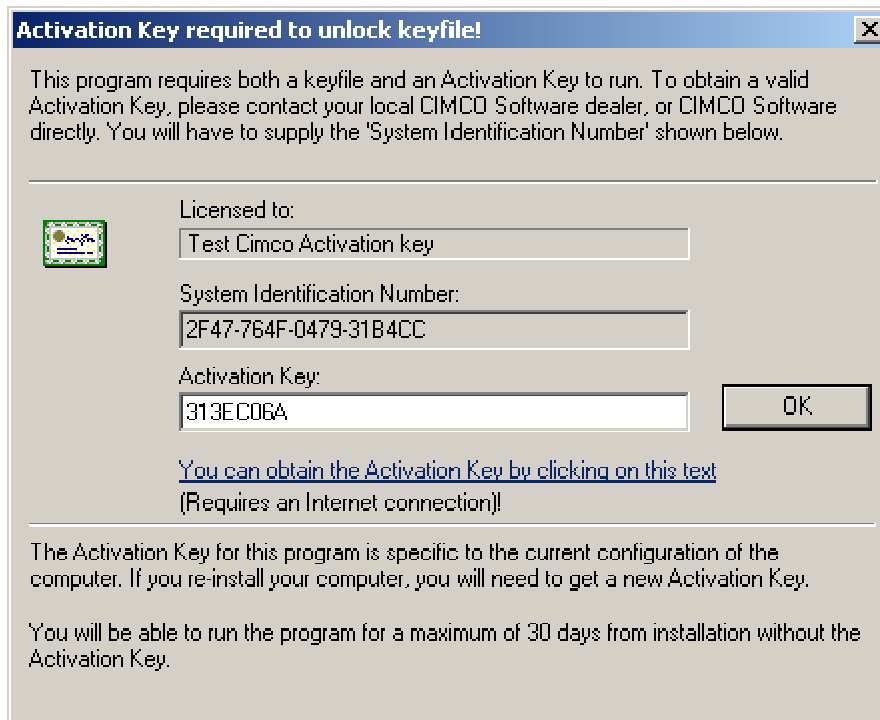 Activation Key required to unlock keyfile!
This program requires both a keyfile and an Activation Key to run. To obtain a valid
Activation Key, please contact your local CIMCO Software dealer, or CIMCO Software
directly. You will have to supply the 'System Identification Number' shown below.
Licensed to:
Test Cimco Activation key
System Identification Number:
2F47-764F-0479-31B4CC
Activation Key:
313EC06A
OK
You can obtain the Activation Key by clicking on this text
(Requires an Internet connection)!
The Activation Key for this program is specific to the current configuration of the
computer. If you re-install your computer, you will need to get a new Activation Key.
You will be able to run the program for a maximum of 30 days from installation without the
Activation Key.